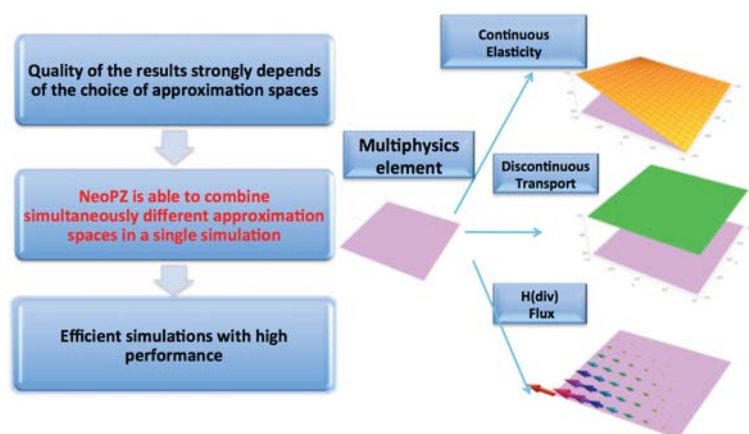 Quality of the results strongly depends
of the choice of approximation spaces
NeoPZ is able to combine
simultaneously different approximation
spaces in a single simulation
Efficient simulations with high
performance
Multiphysics
element
Continuous
Elasticity
Discontinuous
Transport
H(div)
Flux